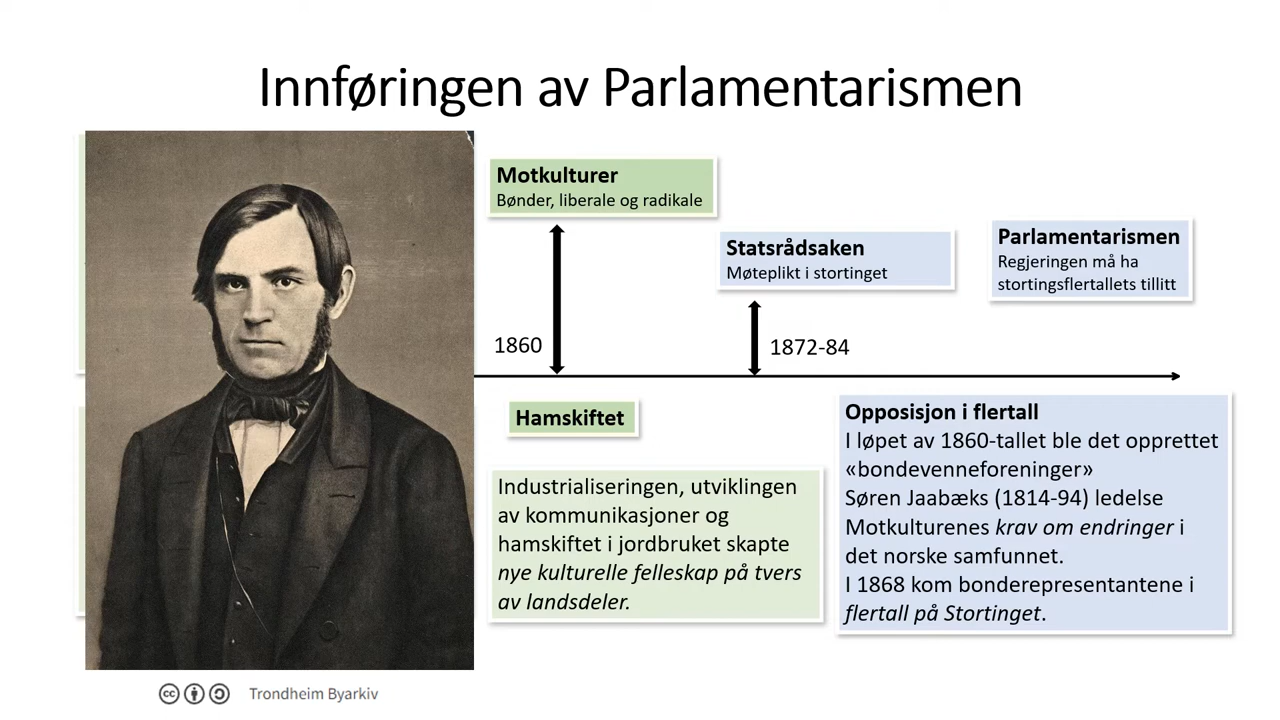 Innføringen av Parlamentarismen
Motkulturer
Bønder, liberale og radikale
Statsrådsaken
Møteplikt i stortinget
Parlamentarismen
Regjeringen må ha
stortingsflertallets tillitt
1860
1872-84
Hamskiftet
Industrialiseringen, utviklingen
av kommunikasjoner og
hamskiftet i jordbruket skapte
nye kulturelle felleskap på tvers
av landsdeler.
Opposisjon i flertall
I løpet av 1860-tallet ble det opprettet
«bondevenneforeninger»
Søren Jaabæks (1814-94) ledelse
Motkulturenes krav om endringer i
det norske samfunnet.
I 1868 kom bonderepresentantene i
flertall på Stortinget.
cc Trondheim Byarkiv